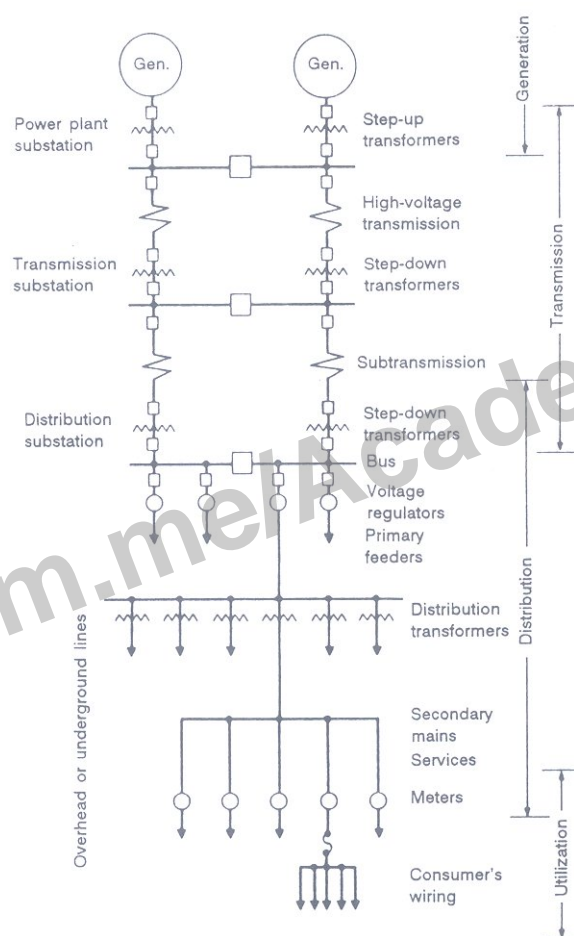 Gen.
Gen.
Generation
Power plant
substation
Step-up
transformers
High-voltage
transmission
Transmission
Transmission
substation
Step-down
transformers
Subtransmission
Distribution
substation
Step-down
transformers
Bus
Voltage
regulators
Primary
feeders
Distribution
transformers
Distribution
Overhead or underground lines
Secondary
mains
Services
Meters
Consumer's
wiring
Utilization
m.me/Acade